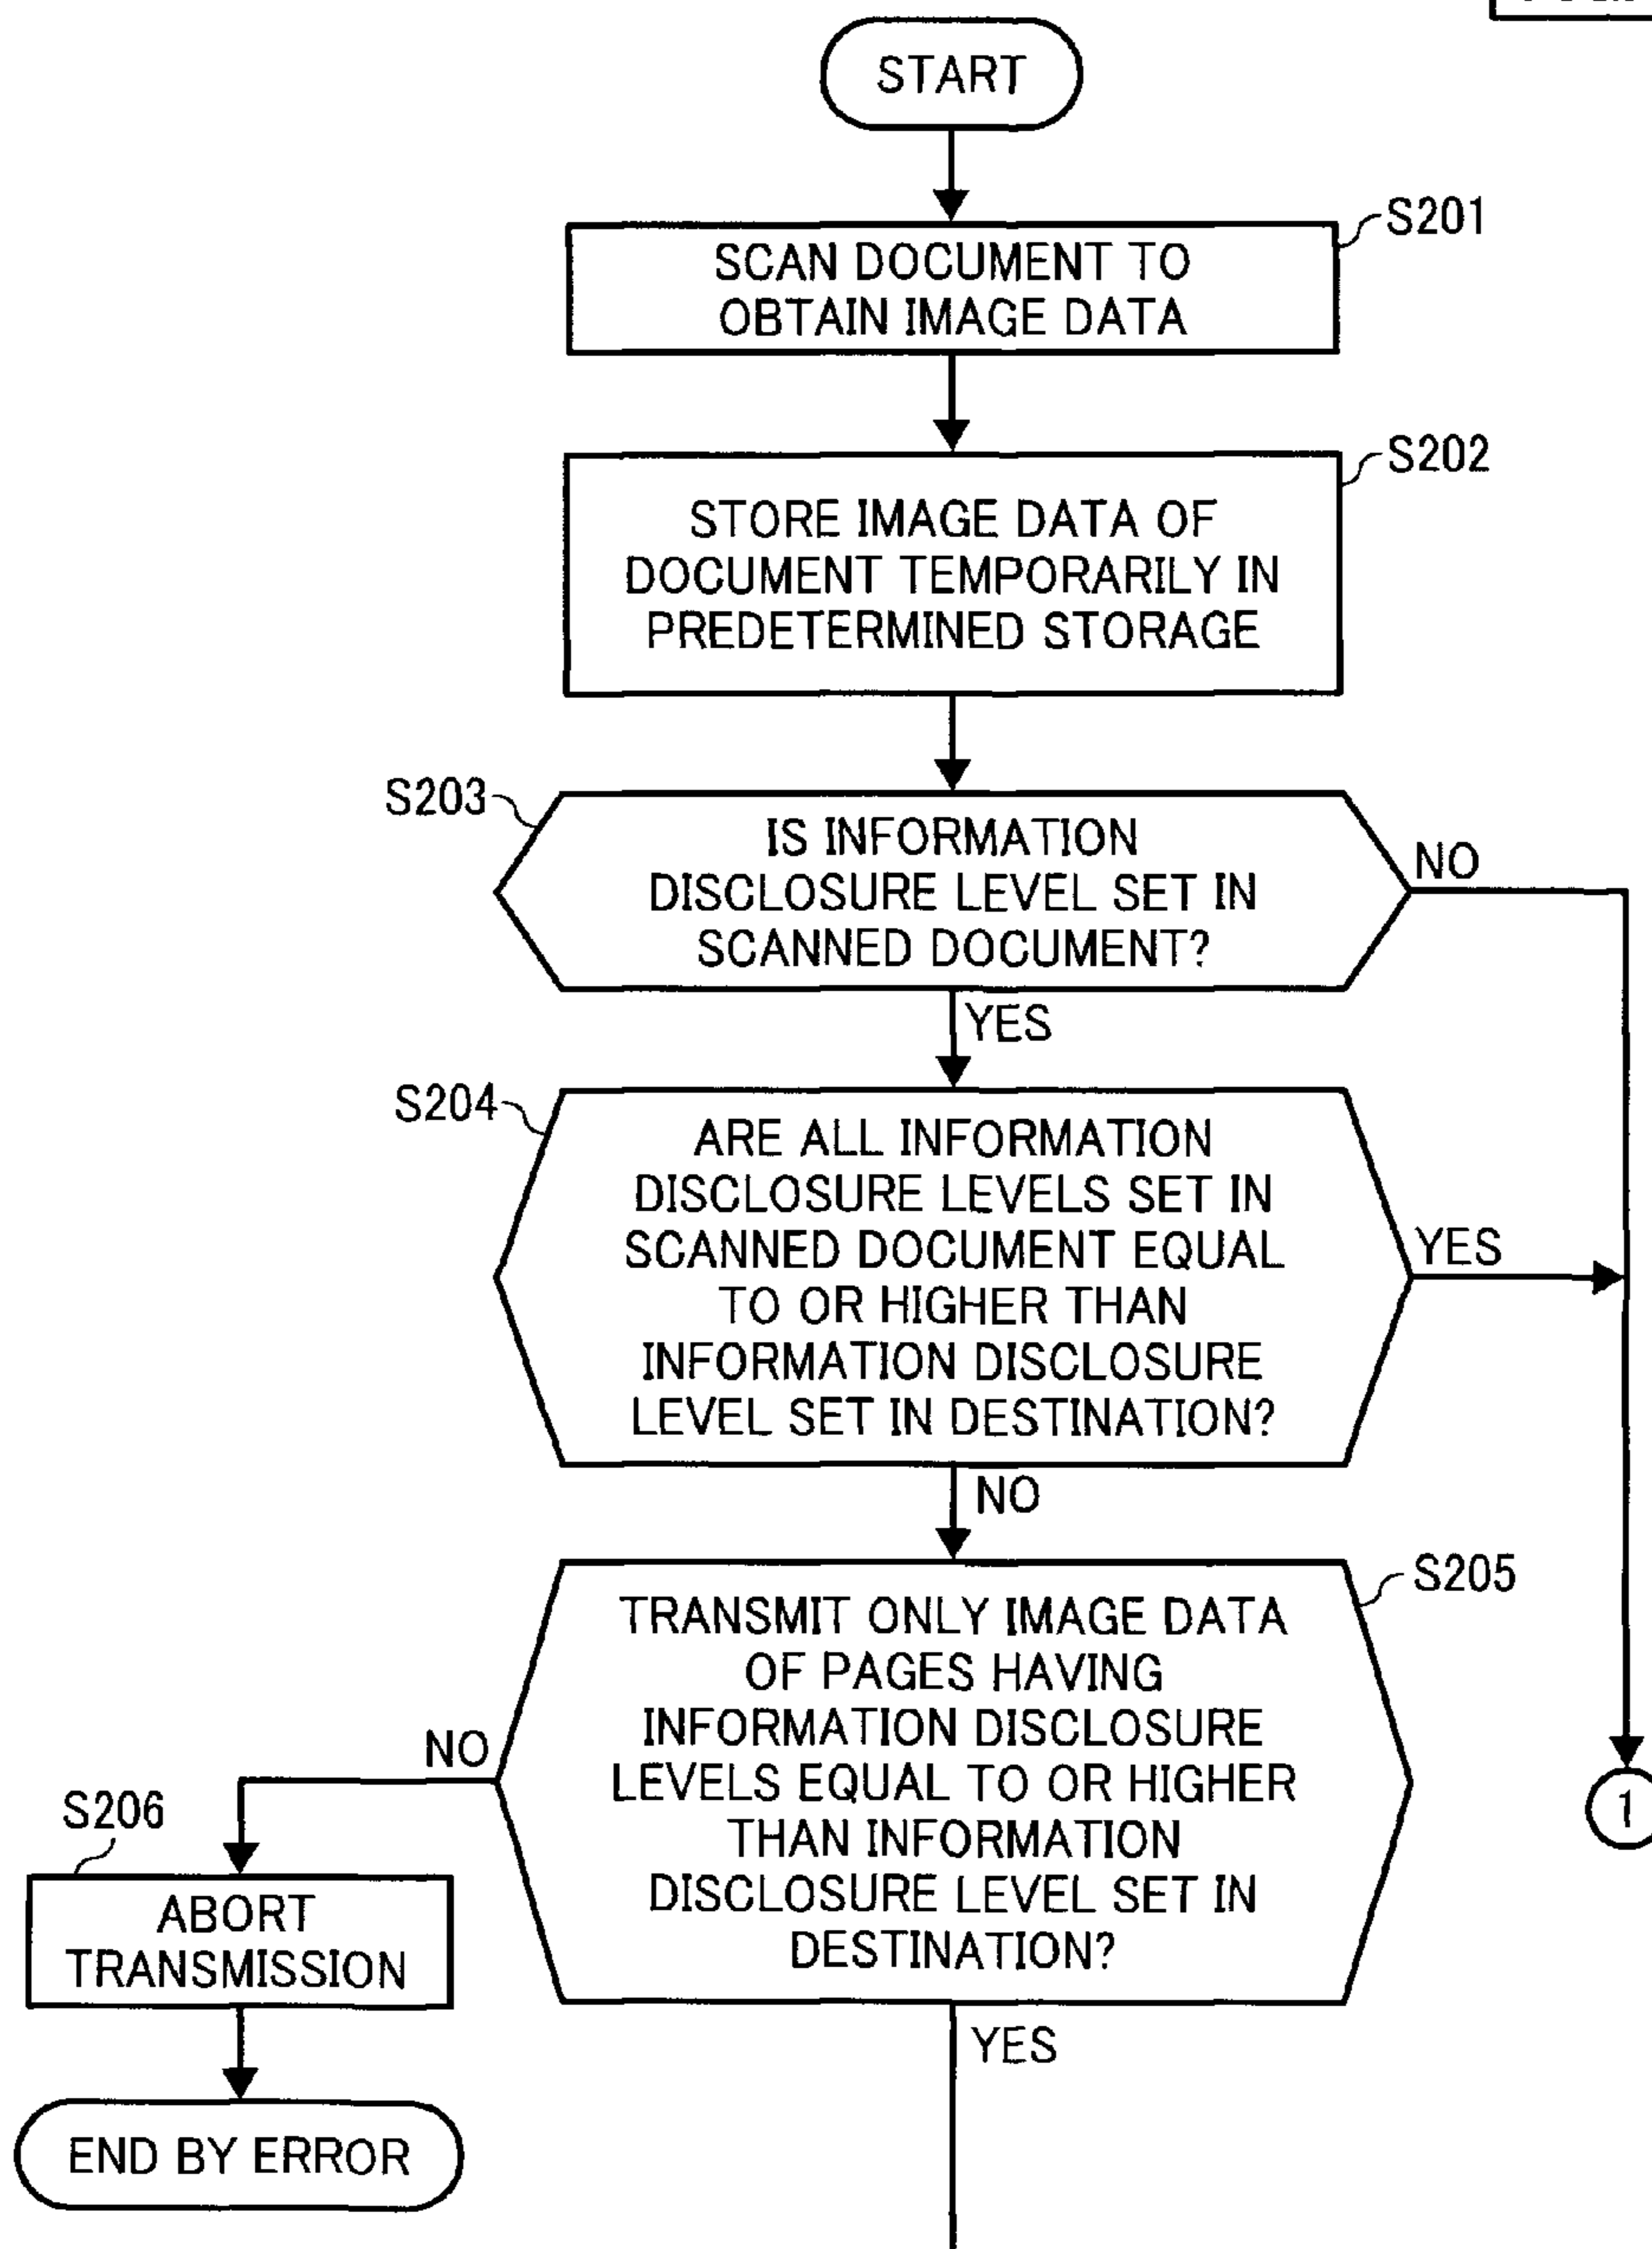 START
S201
SCAN DOCUMENT TO
OBTAIN IMAGE DATA
S202
STORE IMAGE DATA OF
DOCUMENT TEMPORARILY IN
PREDETERMINED STORAGE
S203
IS INFORMATION
DISCLOSURE LEVEL SET IN
SCANNED DOCUMENT?
NO
YES
S204
ARE ALL INFORMATION
DISCLOSURE LEVELS SET IN
SCANNED DOCUMENT EQUAL
TO OR HIGHER THAN
INFORMATION DISCLOSURE
LEVEL SET IN DESTINATION?
YES
NO
S205
TRANSMIT ONLY IMAGE DATA
OF PAGES HAVING
INFORMATION DISCLOSURE
LEVELS EQUAL TO OR HIGHER
THAN INFORMATION
DISCLOSURE LEVEL SET IN
DESTINATION?
NO
YES
1
S206
ABORT
TRANSMISSION
END BY ERROR